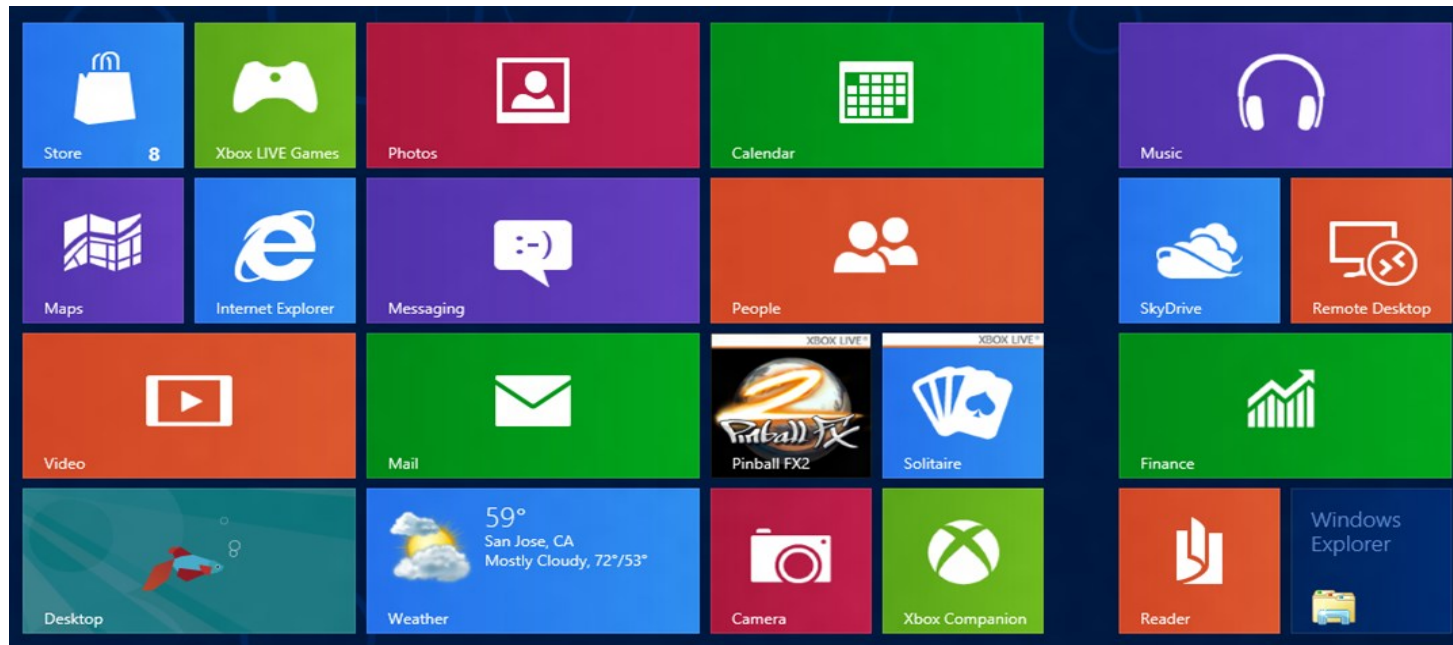 Store 8
Xbox LIVE Games
Photos
Calendar
Music
Maps
Internet Explorer
Messaging
:-)
People
SkyDrive
Remote Desktop
Video
Mail
XBOX LIVE®
2
Pinball FX
Pinball FX2
XBOX LIVE®
Solitaire
Finance
Desktop
59°
San Jose, CA
Mostly Cloudy, 72°/53°
Weather
Camera
Xbox Companion
Reader
Windows
Explorer